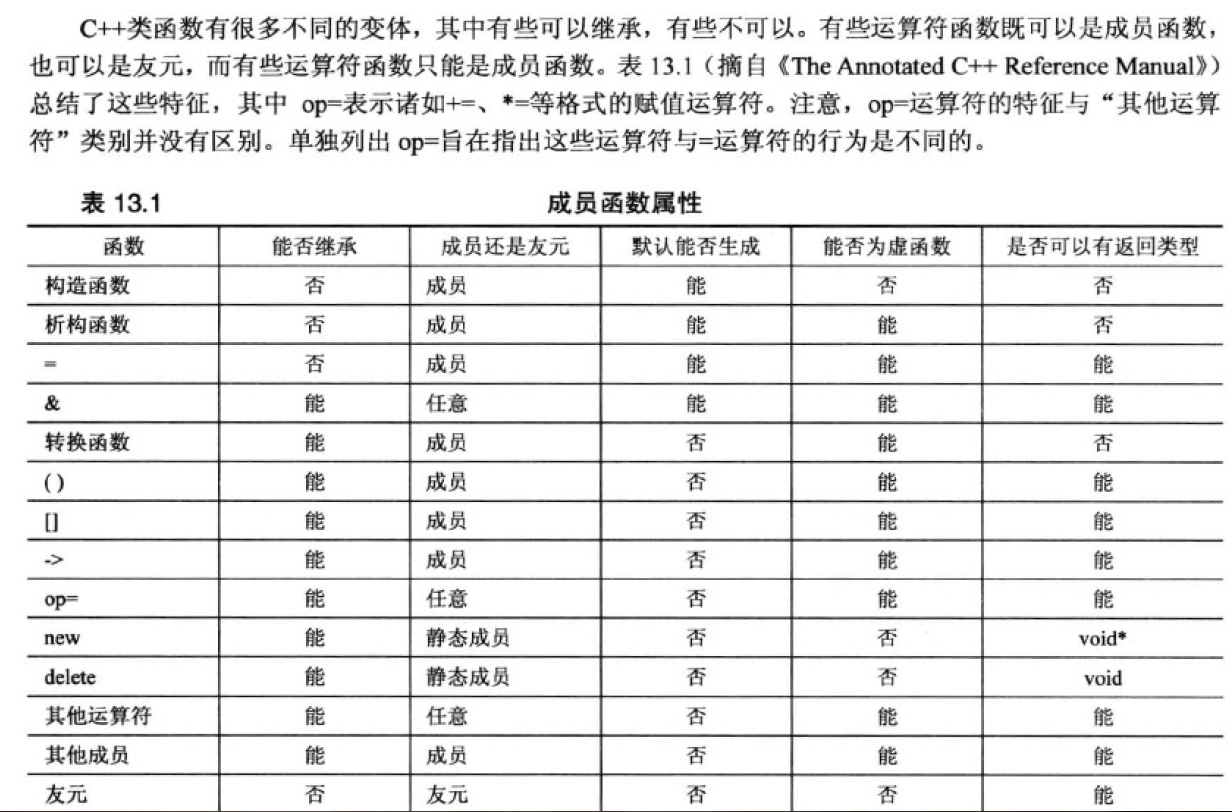 C++类函数有很多不同的变体，其中有些可以继承，有些不可以。有些运算符函数既可以是成员函数，
也可以是友元，而有些运算符函数只能是成员函数。表 13.1（摘自《The Annotated C++ Reference Manual》）
总结了这些特征，其中 op=表示诸如+=、*=等格式的赋值运算符。注意，op=运算符的特征与“其他运算
符”类别并没有区别。单独列出 op=旨在指出这些运算符与=运算符的行为是不同的。
表 13.1 成员函数属性
函数 能否继承 成员还是友元 默认能否生成 能否为虚函数 是否可以有返回类型
构造函数 否 成员 能 否 否
析构函数 否 成员 能 能 否
= 否 成员 能 能 能
& 能 任意 能 能 能
转换函数 能 成员 否 能 否
( ) 能 成员 否 能 能
[] 能 成员 否 能 能
-> 能 成员 否 能 能
op= 能 任意 否 能 能
new 能 静态成员 否 否 void*
delete 能 静态成员 否 否 void
其他运算符 能 任意 否 能 能
其他成员 能 成员 否 能 能
友元 否 友元 否 否 能